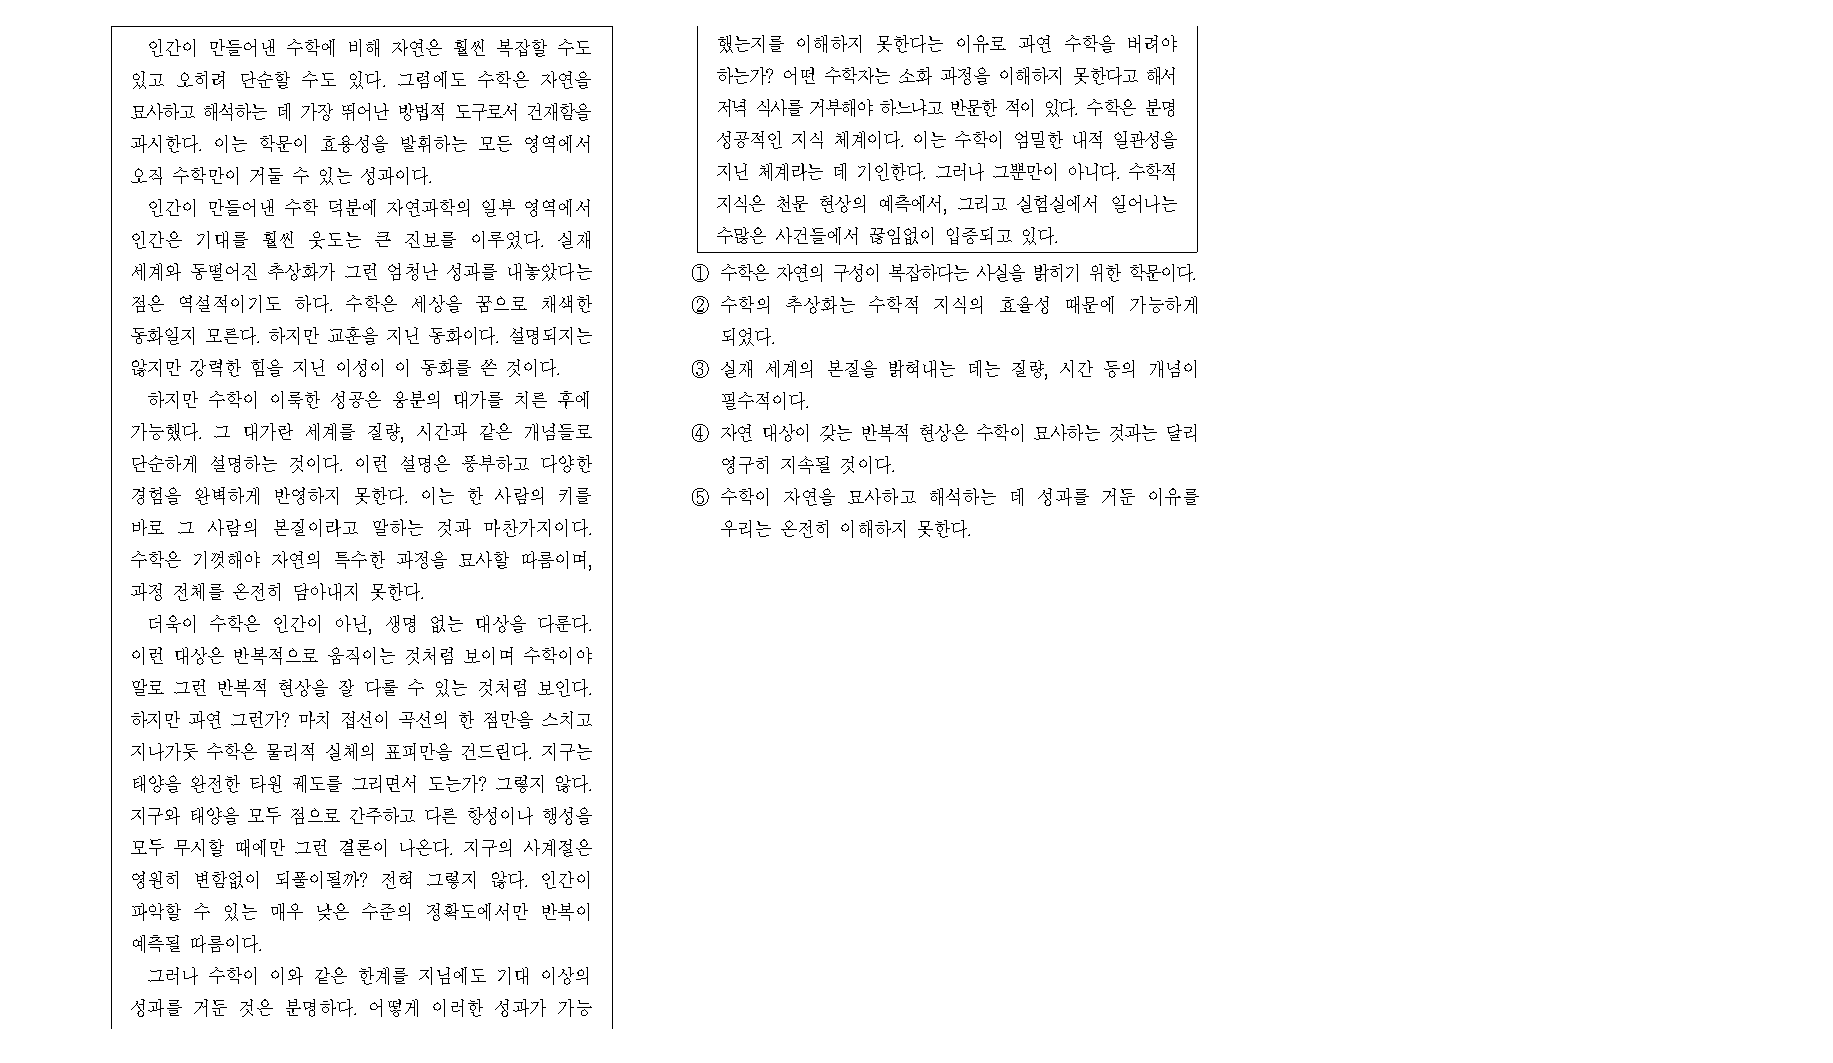 인간이 만들어낸 수학에 비해 자연은 훨씬 복잡할 수도
있고 오히려 단순할 수도 있다. 그럼에도 수학은 자연을
묘사하고 해석하는 데 가장 뛰어난 방법적 도구로서 건재함을
과시한다. 이는 학문이 효용성을 발휘하는 모든 영역에서
오직 수학만이 거둘 수 있는 성과이다.
인간이 만들어낸 수학 덕분에 자연과학의 일부 영역에서
인간은 기대를 훨씬 웃도는 큰 진보를 이루었다. 실재
세계와 동떨어진 추상화가 그런 엄청난 성과를 내놓았다는
점은 역설적이기도 하다. 수학은 세상을 꿈으로 채색한
동화일지 모른다. 하지만 교훈을 지닌 동화이다. 설명되지는
않지만 강력한 힘을 지닌 이성이 이 동화를 쓴 것이다.
하지만 수학이 이룩한 성공은 응분의 대가를 치른 후에
가능했다. 그 대가란 세계를 질량, 시간과 같은 개념들로
단순하게 설명하는 것이다. 이런 설명은 풍부하고 다양한
경험을 완벽하게 반영하지 못한다. 이는 한 사람의 키를
바로 그 사람의 본질이라고 말하는 것과 마찬가지이다.
수학은 기껏해야 자연의 특수한 과정을 묘사할 따름이며,
과정 전체를 온전히 담아내지 못한다.
더욱이 수학은 인간이 아닌, 생명 없는 대상을 다룬다.
이런 대상은 반복적으로 움직이는 것처럼 보이며 수학이야
말로 그런 반복적 현상을 잘 다룰 수 있는 것처럼 보인다.
하지만 과연 그런가? 마치 접선이 곡선의 한 점만을 스치고
지나가듯 수학은 물리적 실체의 표피만을 건드린다. 지구는
태양을 완전한 타원 궤도를 그리면서 도는가? 그렇지 않다.
지구와 태양을 모두 점으로 간주하고 다른 항성이나 행성을
모두 무시할 때에만 그런 결론이 나온다. 지구의 사계절은
영원히 변함없이 되풀이될까? 전혀 그렇지 않다. 인간이
파악할 수 있는 매우 낮은 수준의 정확도에서만 반복이
예측될 따름이다.
그러나 수학이 이와 같은 한계를 지님에도 기대 이상의
성과를 거둔 것은 분명하다. 어떻게 이러한 성과가 가능
했는지를 이해하지 못한다는 이유로 과연 수학을 버려야
하는가? 어떤 수학자는 소화 과정을 이해하지 못한다고 해서
저녁 식사를 거부해야 하느냐고 반문한 적이 있다. 수학은 분명
성공적인 지식 체계이다. 이는 수학이 엄밀한 내적 일관성을
지닌 체계라는 데 기인한다. 그러나 그뿐만이 아니다. 수학적
지식은 천문 현상의 예측에서, 그리고 실험실에서 일어나는
수많은 사건들에서 끊임없이 입증되고 있다.
① 수학은 자연의 구성이 복잡하다는 사실을 밝히기 위한 학문이다.
② 수학의 추상화는 수학적 지식의 효율성 때문에 가능하게
되었다.
③ 실재 세계의 본질을 밝혀내는 데는 질량, 시간 등의 개념이
필수적이다.
④ 자연 대상이 갖는 반복적 현상은 수학이 묘사하는 것과는 달리
영구히 지속될 것이다.
⑤ 수학이 자연을 묘사하고 해석하는 데 성과를 거둔 이유를
우리는 온전히 이해하지 못한다.